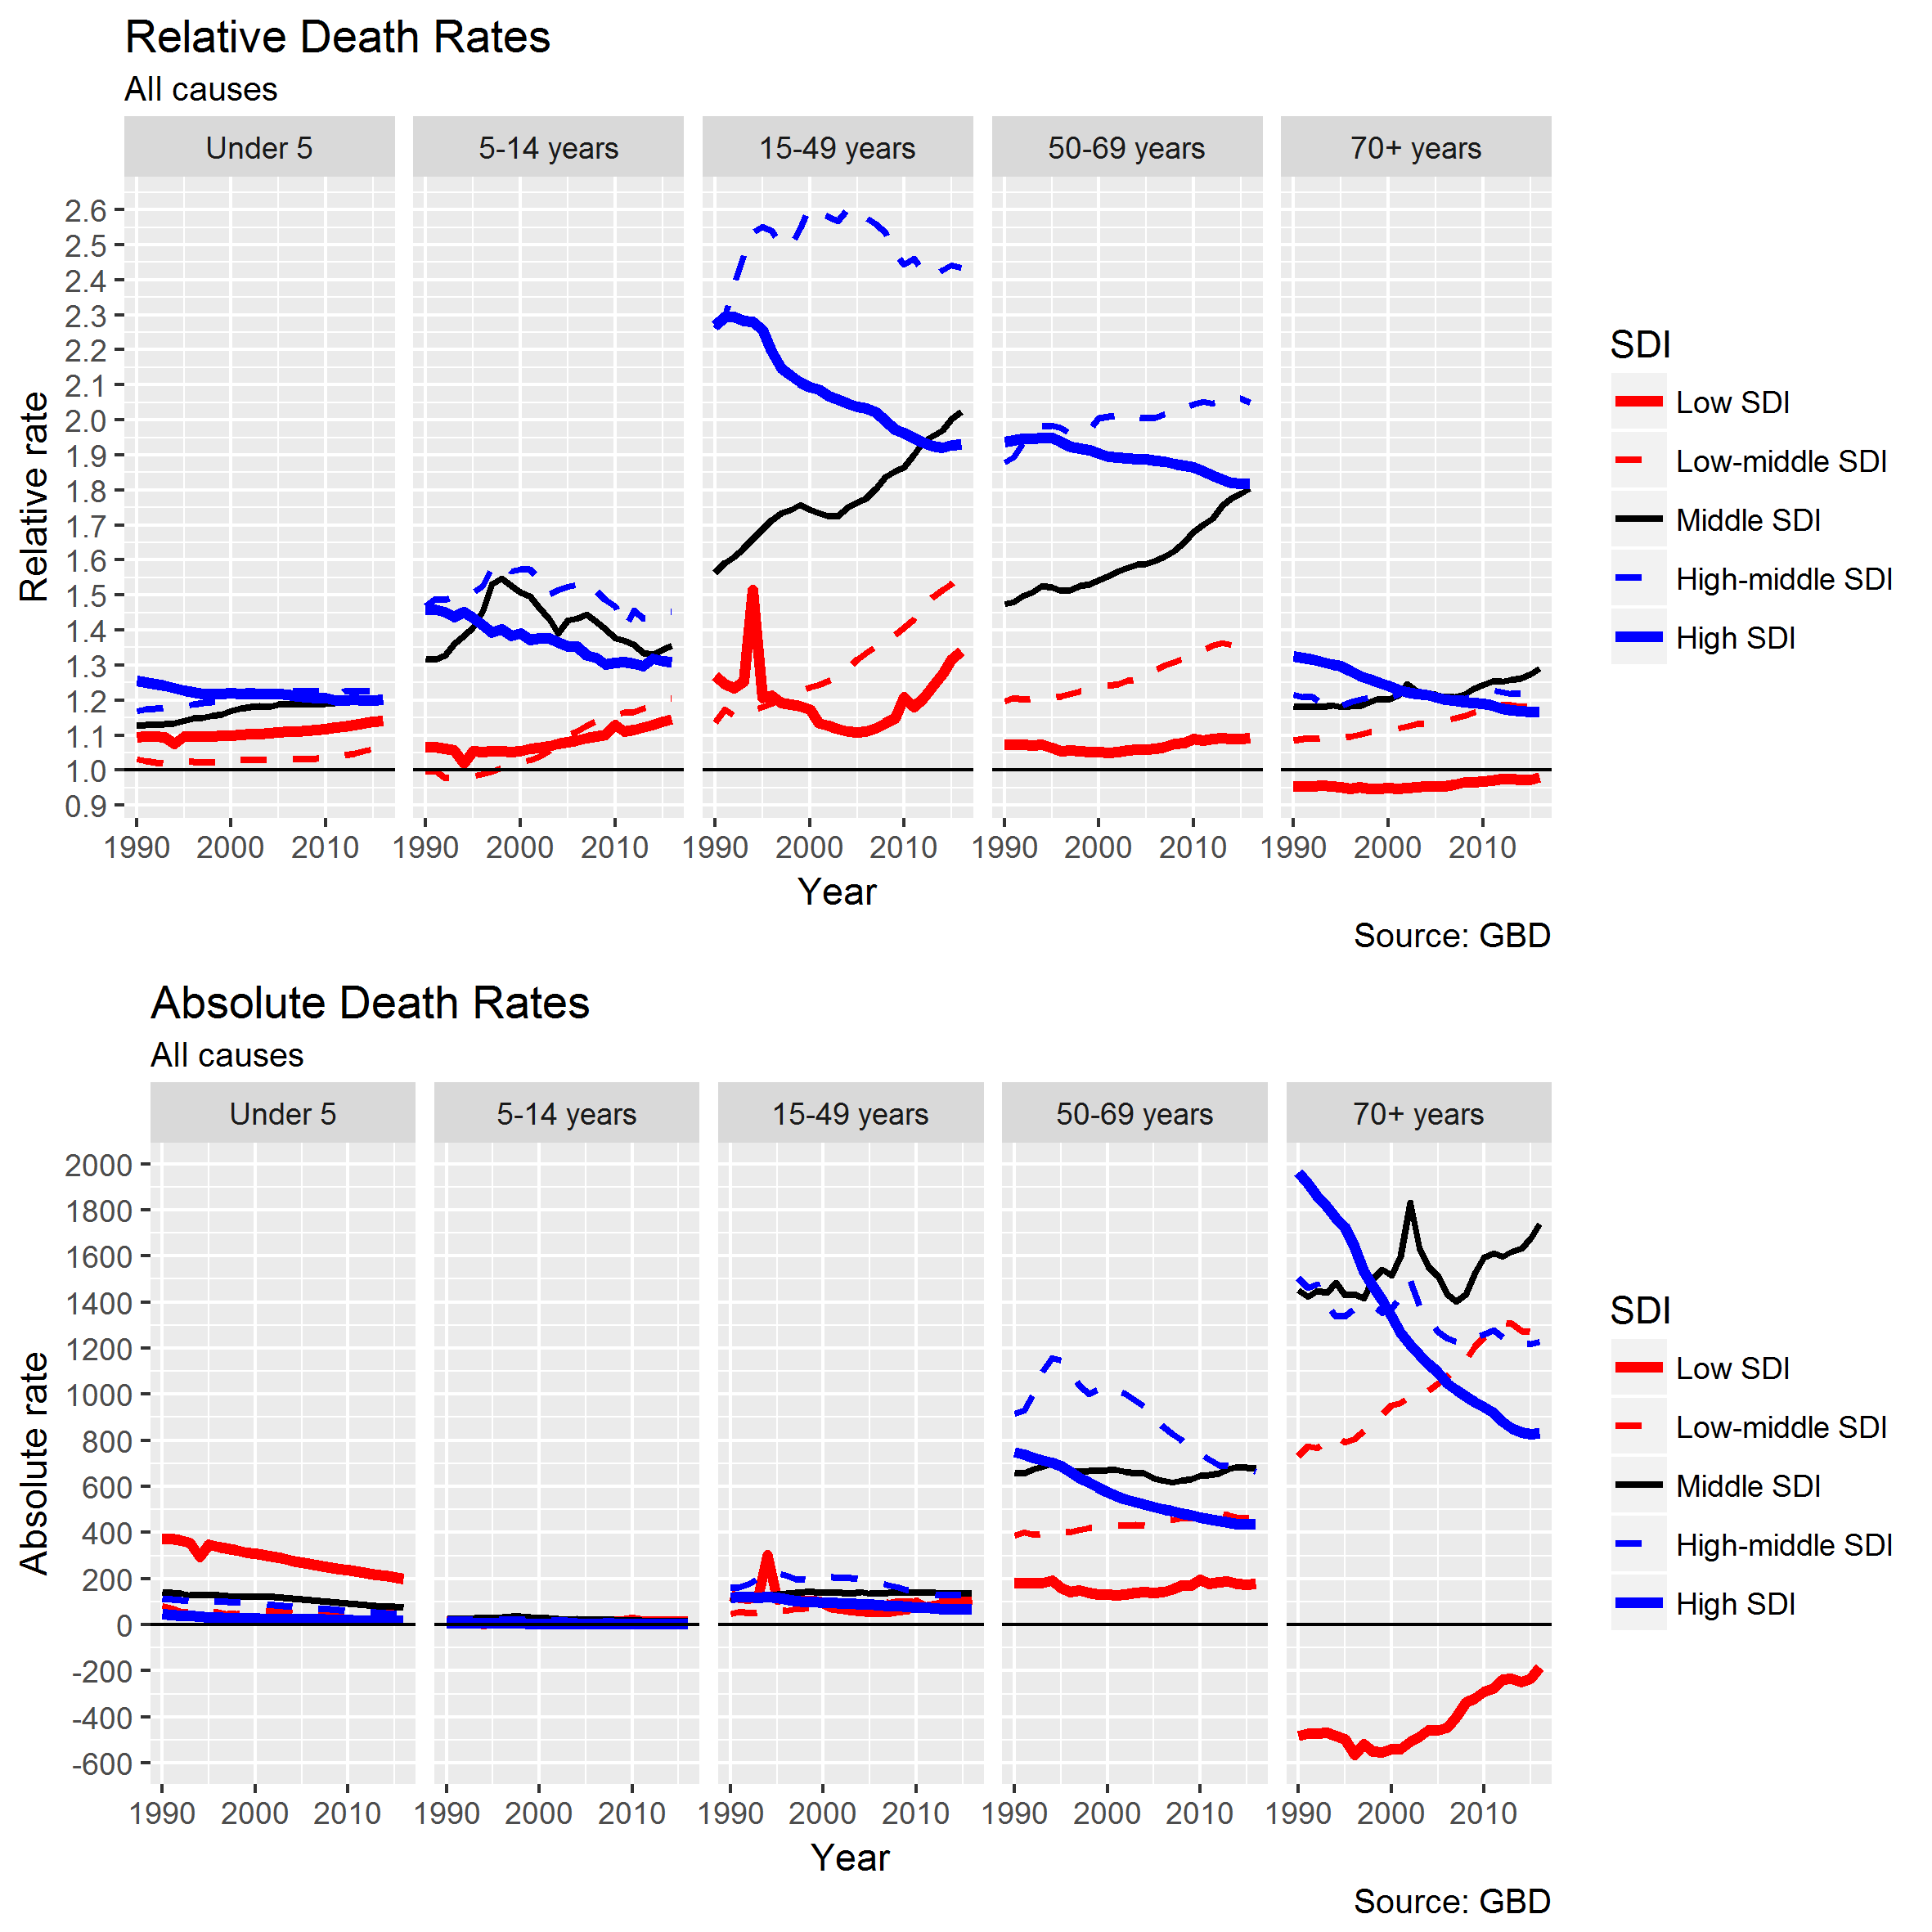 Relative Death Rates
All causes
Under 5
5-14 years
15-49 years
50-69 years
70+ years
Relative rate
2.6
2.5
2.4
2.3
2.2
2.1
2.0
1.9
1.8
1.7
1.6
1.5
1.4
1.3
1.2
1.1
1.0
0.9
1990 2000 2010
1990 2000 2010
1990 2000 2010
1990 2000 2010
1990 2000 2010
Year
Source: GBD
SDI
Low SDI
Low-middle SDI
Middle SDI
High-middle SDI
High SDI
Absolute Death Rates
All causes
Under 5
5-14 years
15-49 years
50-69 years
70+ years
Absolute rate
2000
1800
1600
1400
1200
1000
800
600
400
200
0
-200
-400
-600
1990 2000 2010
1990 2000 2010
1990 2000 2010
1990 2000 2010
1990 2000 2010
Year
Source: GBD
SDI
Low SDI
Low-middle SDI
Middle SDI
High-middle SDI
High SDI